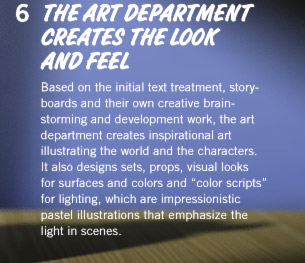 6 THE ART DEPARTMENT
CREATES THE LOOK
AND FEEL
Based on the initial text treatment, story-
boards and their own creative brain-
storming and development work, the art
department creates inspirational art
illustrating the world and the characters.
It also designs sets, props, visual looks
for surfaces and colors and “color scripts”
for lighting, which are impressionistic
pastel illustrations that emphasize the
light in scenes.